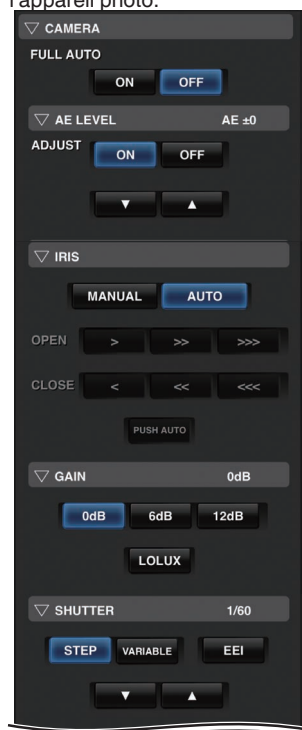 l'appareil photo.
▽ CAMERA
FULL AUTO
ON OFF
▽ AE LEVEL AE ±0
ADJUST ON OFF
▼ ▲
▽ IRIS
MANUAL AUTO
OPEN > >> >>>
CLOSE < << <<<
PUSH AUTO
▽ GAIN 0dB
0dB 6dB 12dB
LOLUX
▽ SHUTTER 1/60
STEP VARIABLE EEI
▼ ▲